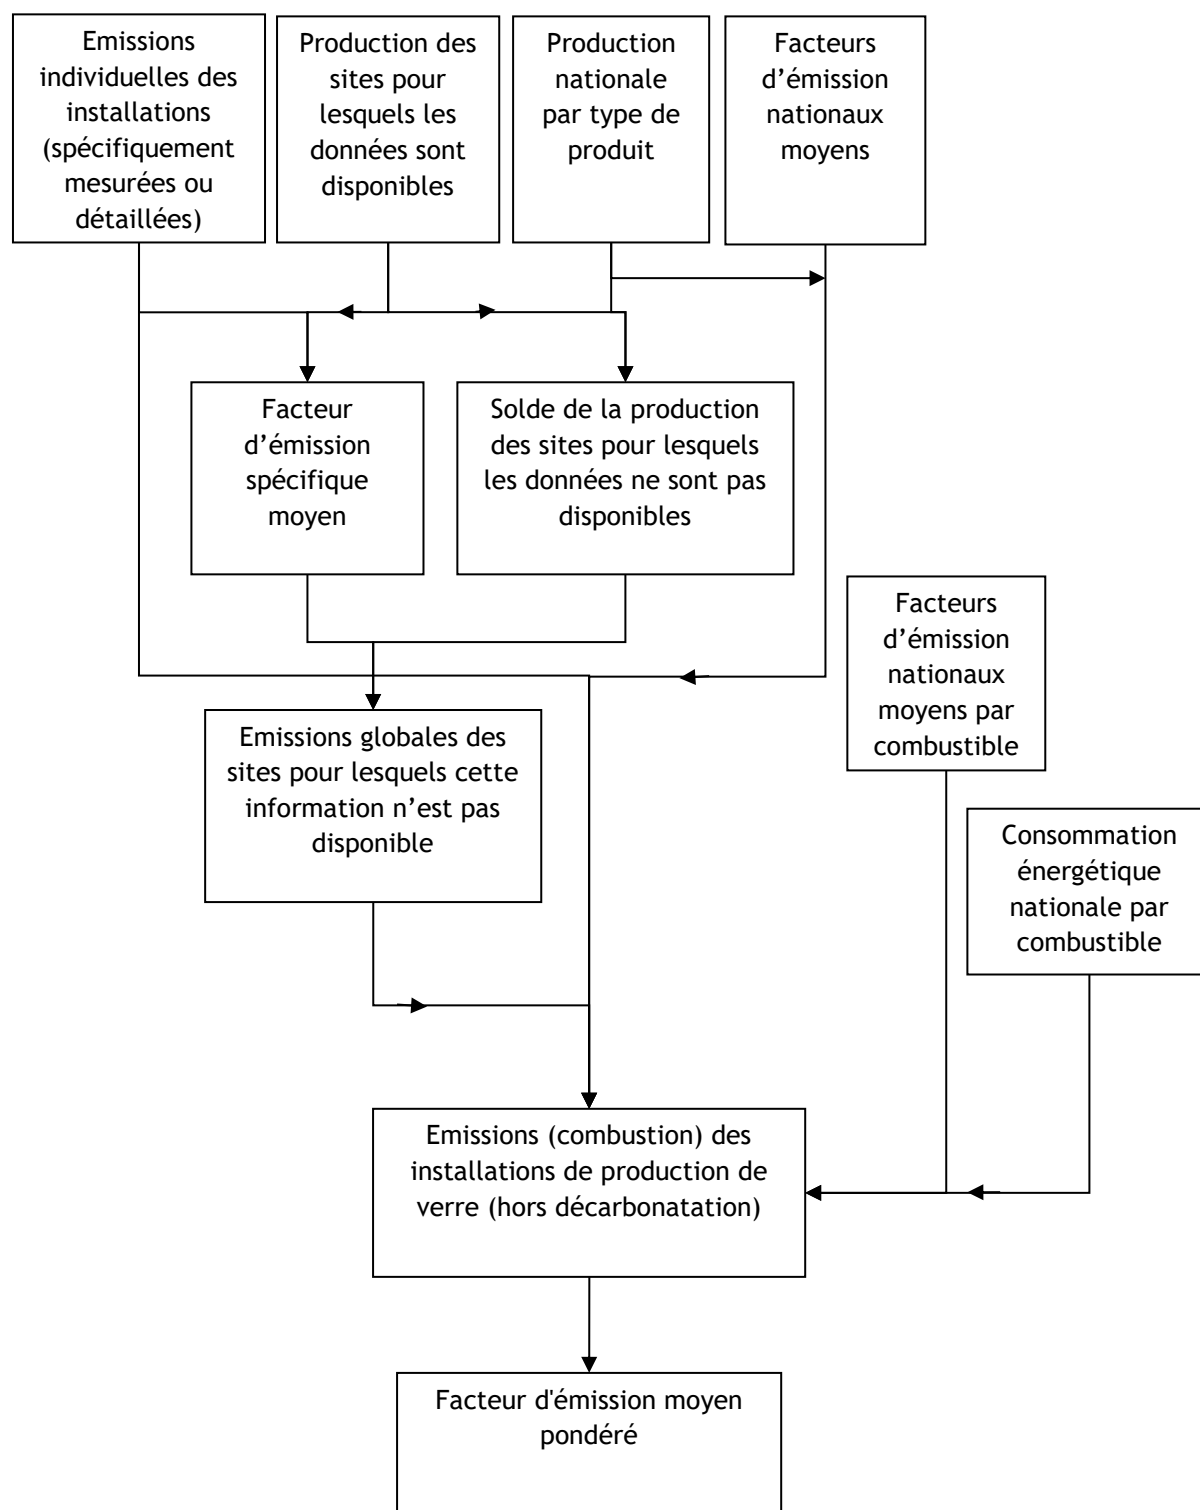 Emissions
individuelles des
installations
(spécifiquement
mesurées ou
détaillées)
Production des
sites pour
lesquels les
données sont
disponibles
Production
nationale
par type de
produit
Facteurs
d’émission
nationaux
moyens
Facteur
d’émission
spécifique
moyen
Solde de la production
des sites pour lesquels
les données ne sont pas
disponibles
Facteurs
d’émission
nationaux
moyens par
combustible
Emissions globales des
sites pour lesquels cette
information n’est pas
disponible
Consommation
énergétique
nationale par
combustible
Emissions (combustion) des
installations de production de
verre (hors décarbonatation)
Facteur d'émission moyen
pondéré